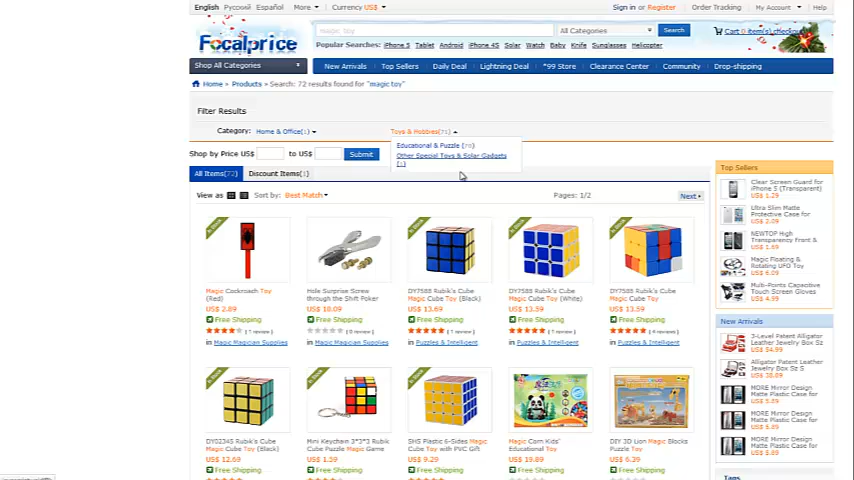 English Русский Español More Currency US$ Sign in or Register Order Tracking My Account Help
Focalprice
magic toy All Categories Search Cart 0 item(s) checkout
Popular Searches: iPhone 5 Tablet Android iPhone 4S Solar Watch Baby Knife Sunglasses Helicopter
Shop All Categories New Arrivals Top Sellers Daily Deal Lightning Deal *99 Store Clearance Center Community Drop-shipping
Home » Products » Search: 72 results found for "magic toy"
Filter Results
Category: Home & Office(1) Toys & Hobbies(71)
Educational & Puzzle (70)
Other Special Toys & Solar Gadgets
(1)
Shop by Price US$ to US$ Submit
All Items(72) Discount Items(1)
View as Sort by: Best Match Pages: 1/2 Next
Magic Cockroach Toy
(Red)
US$ 2.89
Free Shipping
( 1 review )
in Magic Magician Supplies
Hole Surprise Screw
through the Shift Poker
US$ 10.09
Free Shipping
( 0 review )
in Magic Magician Supplies
DY7588 Rubik's Cube
Magic Cube Toy (Black)
US$ 13.69
Free Shipping
( 1 review )
in Puzzles & Intelligent
DY7588 Rubik's Cube
Magic Cube Toy (White)
US$ 13.59
Free Shipping
in Puzzles & Intelligent
DY7588 Rubik's Cube
Magic Cube Toy
US$ 13.59
Free Shipping
in Puzzles & Intelligent
DY02345 Rubik's Cube
Magic Cube Toy (Black)
US$ 12.69
Free Shipping
Mini Keychain 3*3*3 Rubik
Cube Puzzle Magic Game
US$ 1.59
Free Shipping
SHS Plastic 6-Sides Magic
Cube Toy with PVC Gift
US$ 9.29
Free Shipping
Magic Corn Kids'
Educational Toy
US$ 19.89
Free Shipping
DIY 3D Lion Magic Blocks
Puzzle Toy
US$ 6.39
Free Shipping
Top Sellers
Clear Screen Guard for
iPhone 5 (Transparent)
US$ 1.29
Ultra Slim Matte
Protective Case for
US$ 2.09
NEWTOP High
Transparency Front &
US$ 1.69
Magic Floating &
Rotating UFO Toy
US$ 6.09
Multi-Points Capacitive
Touch Screen Gloves
US$ 4.99
New Arrivals
3-Level Patent Alligator
Leather Jewelry Box Sz
US$ 54.99
Alligator Patent Leather
Jewelry Box Sz S
MORE Mirror Design
Matte Plastic Case for
US$ 5.89
MORE Mirror Design
Matte Plastic Case for
US$ 5.89
MORE Mirror Design
Matte Plastic Case for
US$ 5.89
Tags